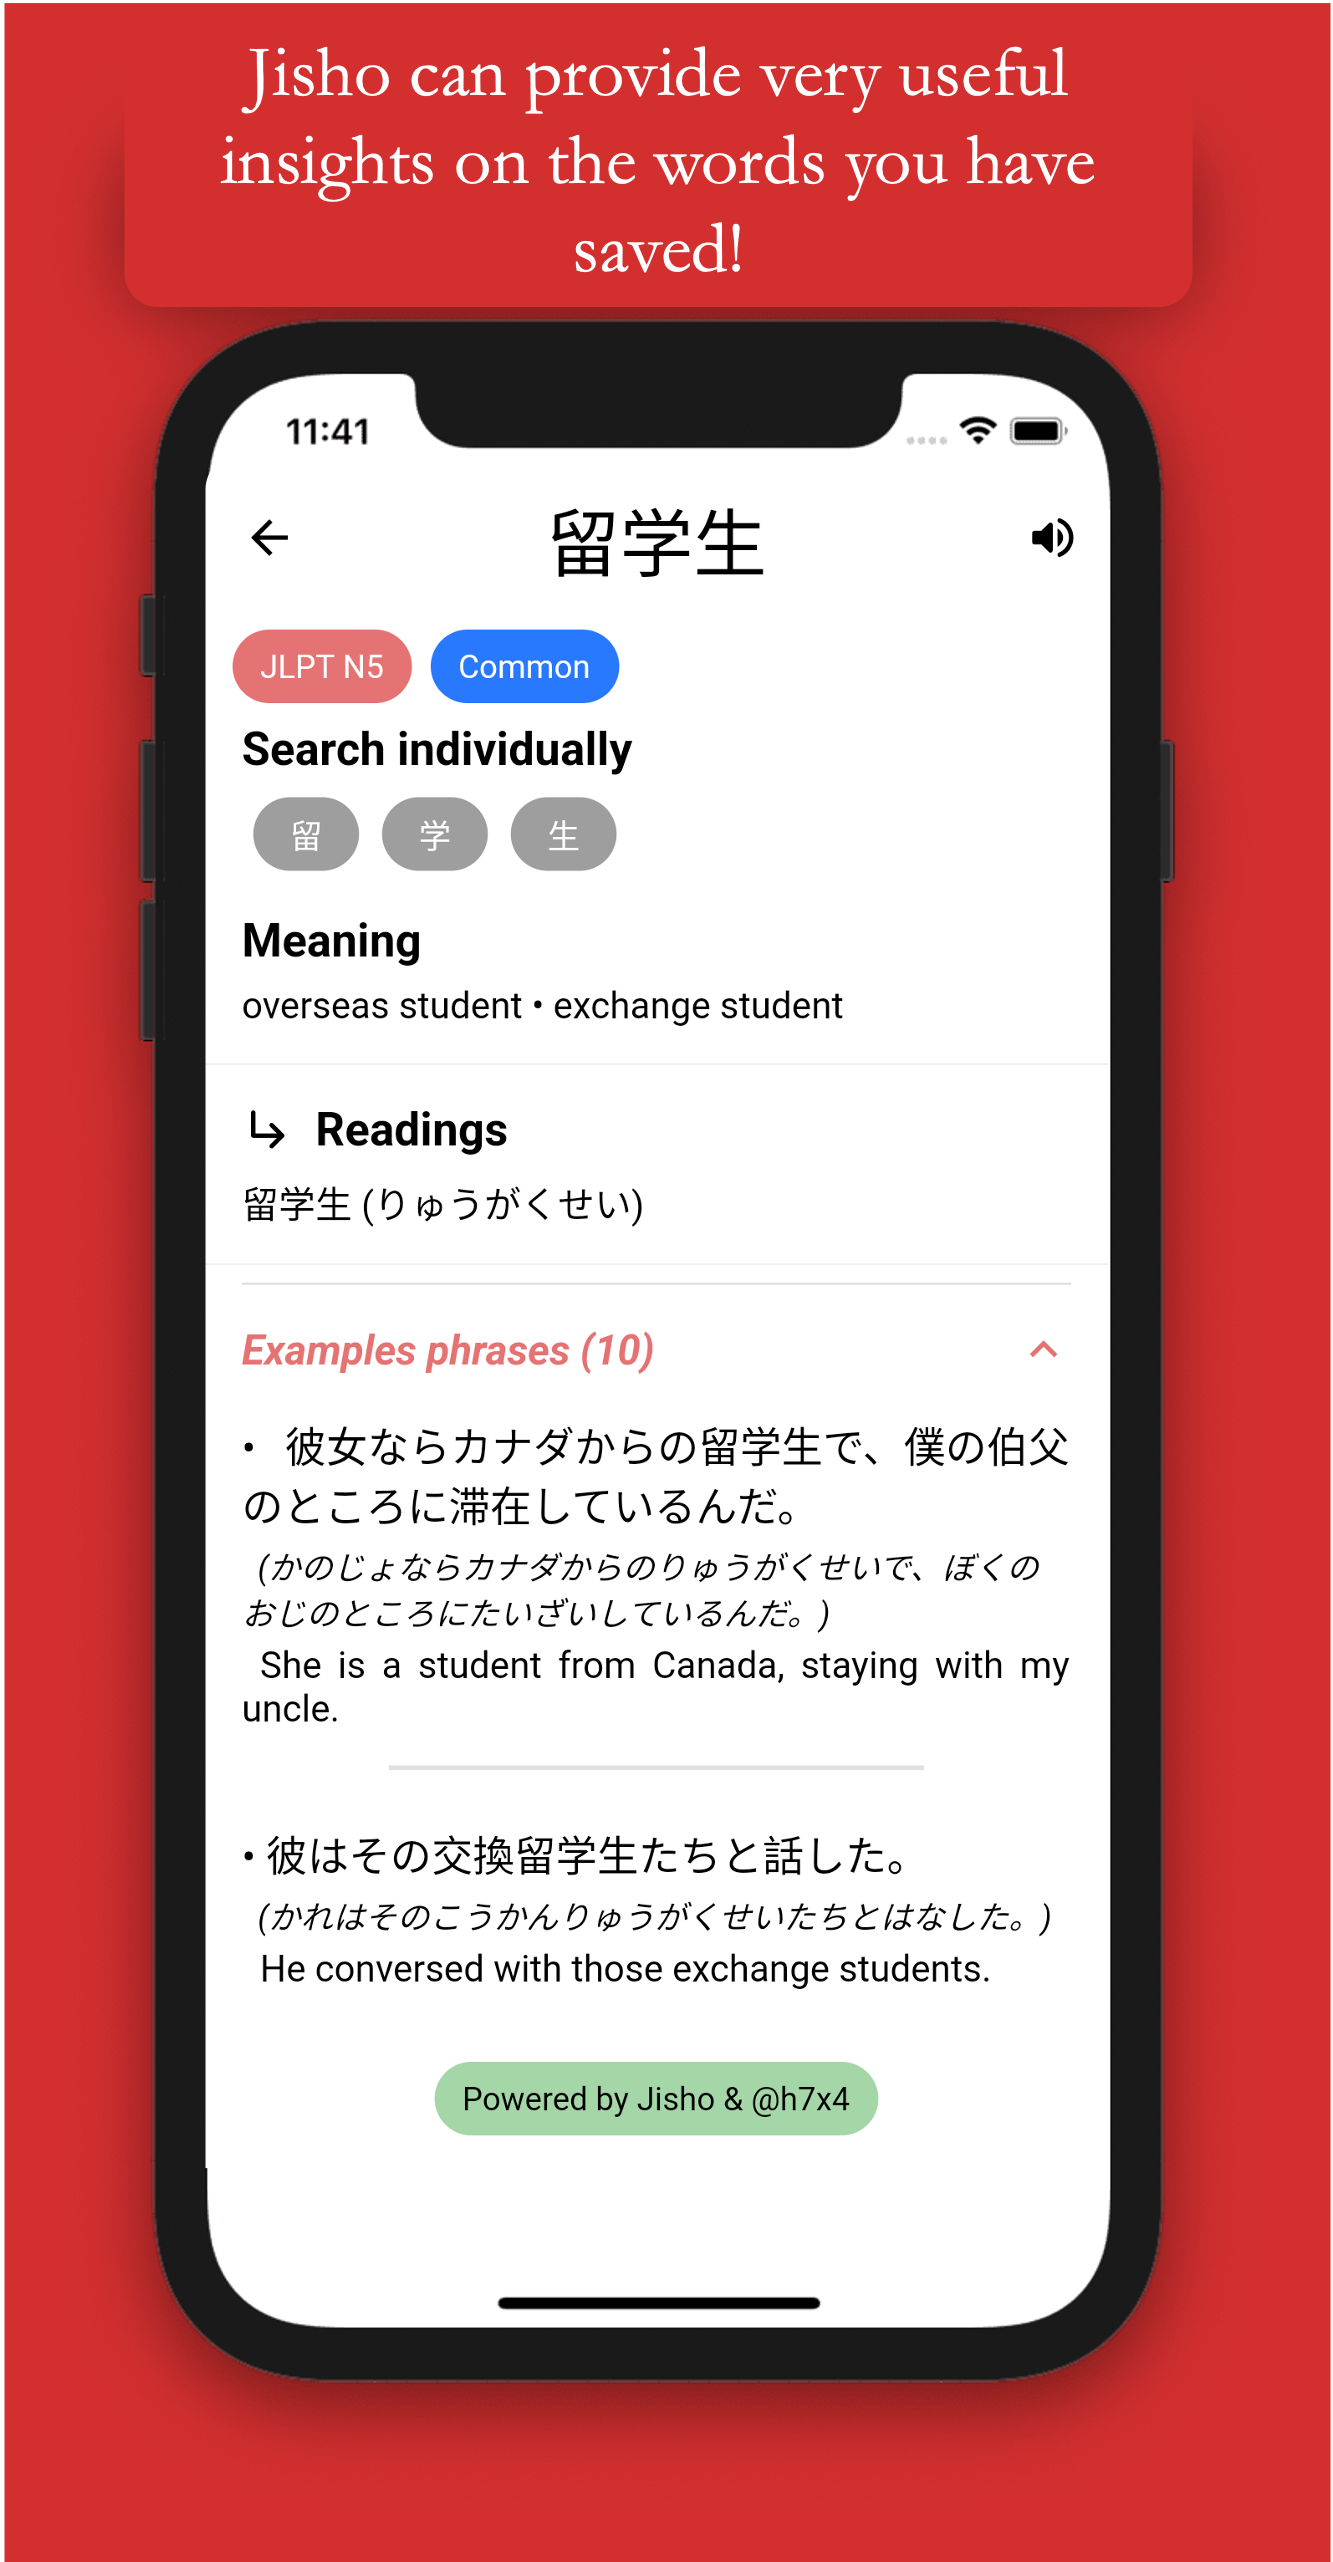 Jisho can provide very useful
insights on the words you have
saved!
11:41
留学生
JLPT N5 Common
Search individually
留 学 生
Meaning
overseas student • exchange student
Readings
留学生 (りゅうがくせい)
Examples phrases (10)
• 彼女ならカナダからの留学生で、僕の伯父
のところに滞在しているんだ。
(かのじょならカナダからのりゅうがくせいで、ぼくの
おじのところにたいざいしているんだ。)
She is a student from Canada, staying with my
uncle.
• 彼はその交換留学生たちと話した。
(かれはそのこうかんりゅうがくせいたちとはなした。)
He conversed with those exchange students.
Powered by Jisho & @h7x4